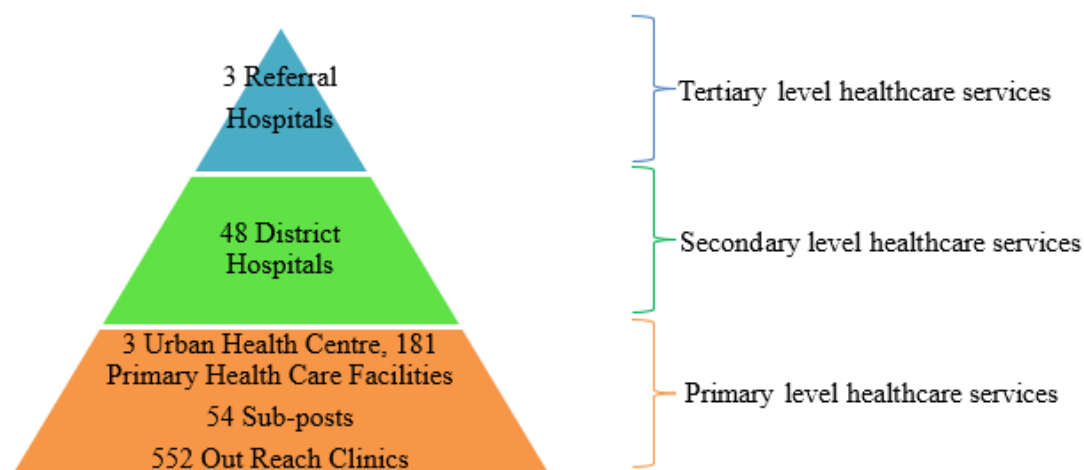 3 Referral
Hospitals
Tertiary level healthcare services
48 District
Hospitals
Secondary level healthcare services
3 Urban Health Centre, 181
Primary Health Care Facilities
54 Sub-posts
552 Out Reach Clinics
Primary level healthcare services